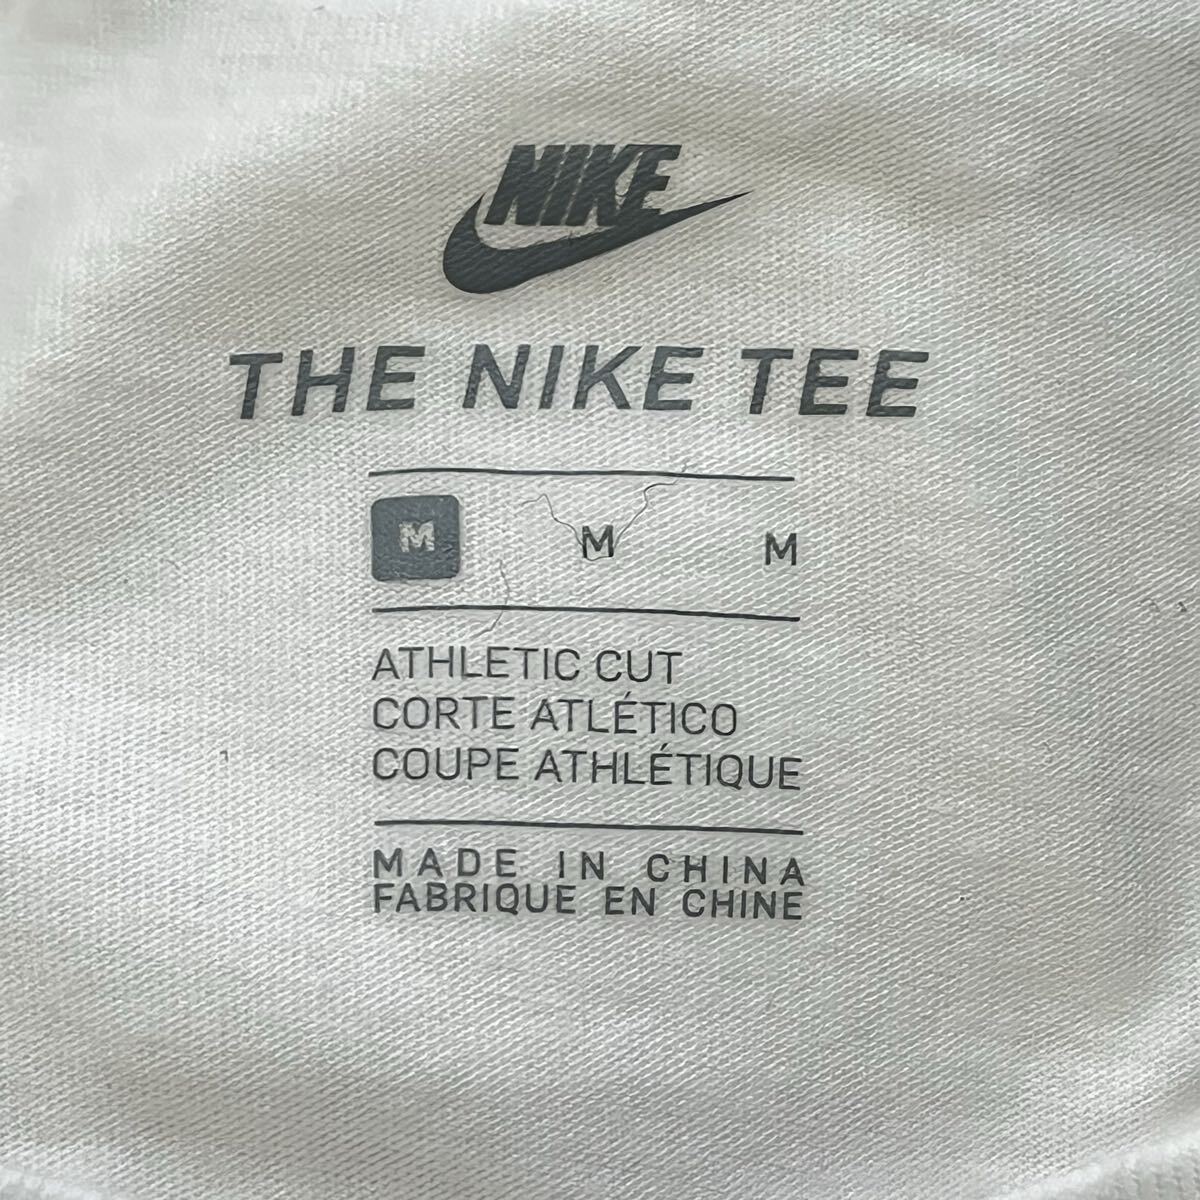 NIKE
THE NIKE TEE
M M M
ATHLETIC CUT
CORTE ATLÉTICO
COUPE ATHLÉTIQUE
MADE IN CHINA
FABRIQUE EN CHINE